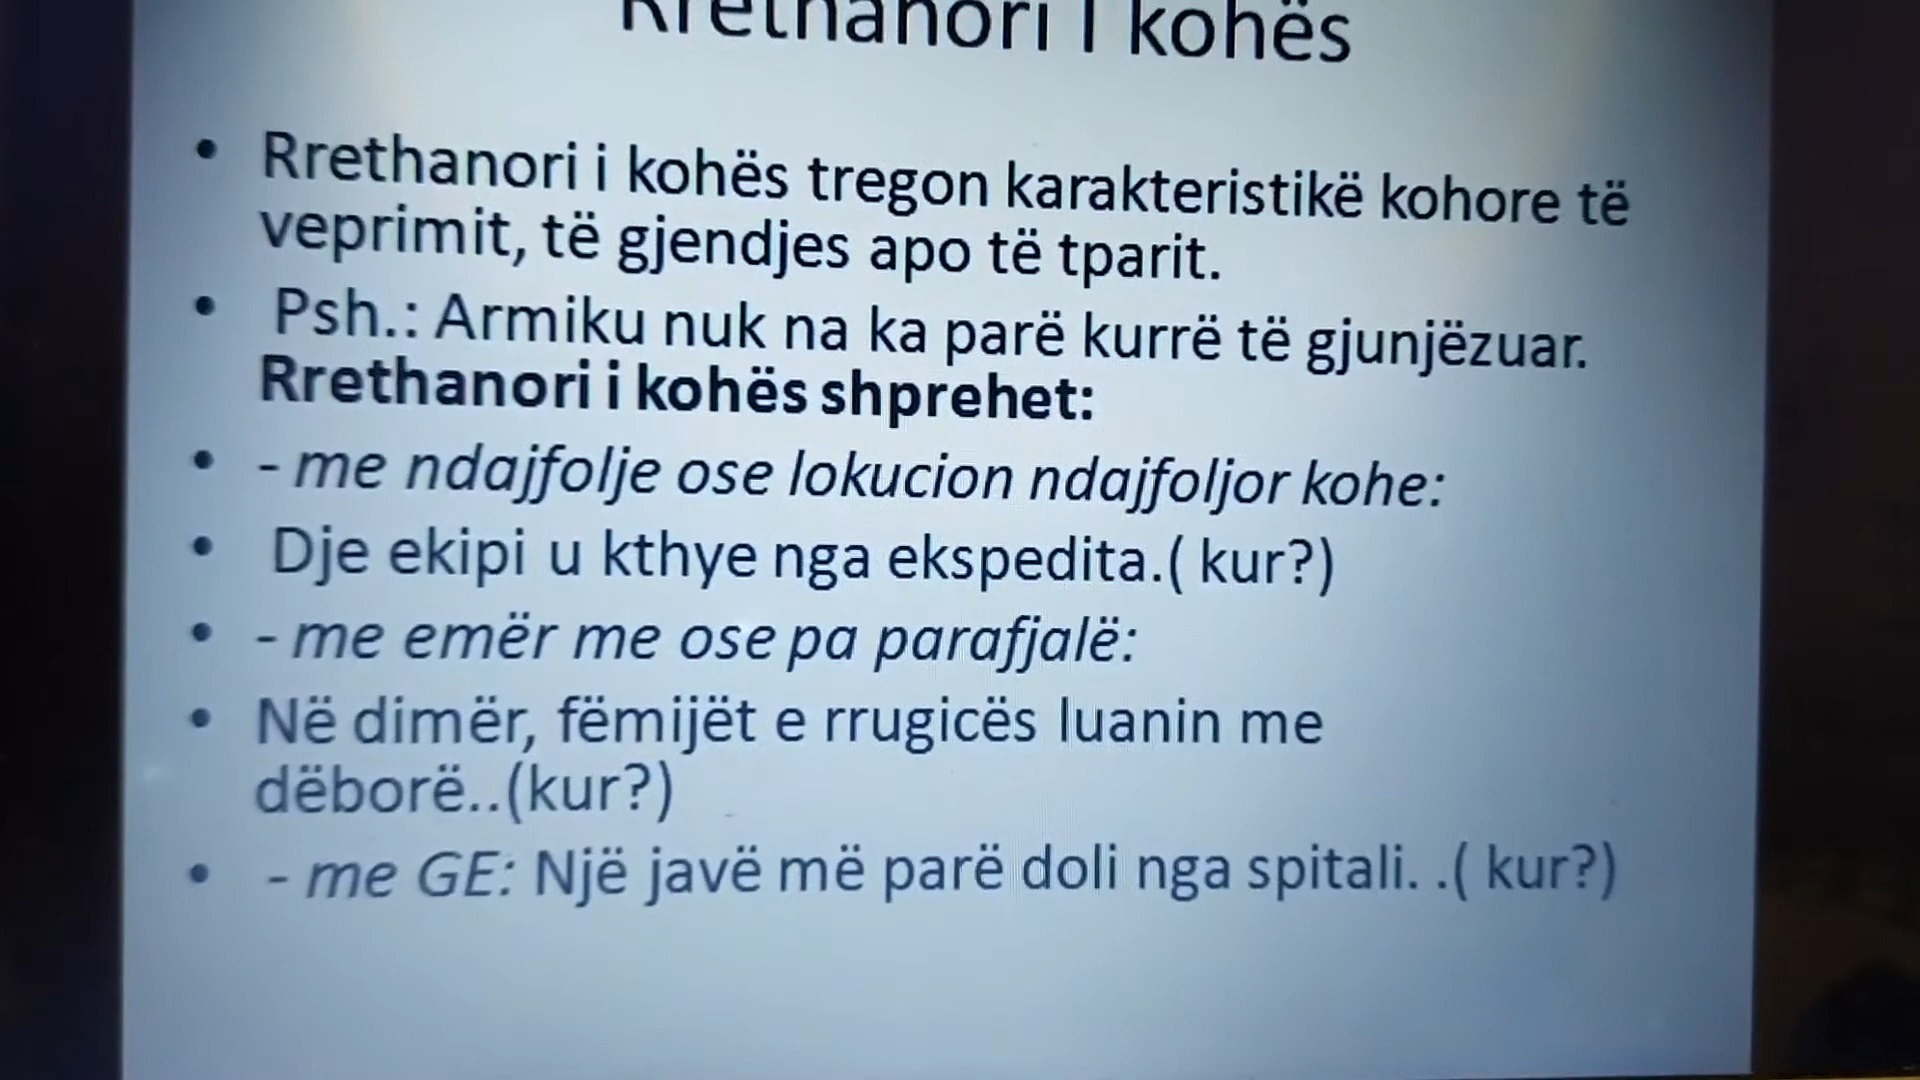 Rrethanori i kohës
• Rrethanori i kohës tregon karakteristikë kohore të
veprimit, të gjendjes apo të tparit.
• Psh.: Armiku nuk na ka parë kurrë të gjunjëzuar.
Rrethanori i kohës shprehet:
• - me ndajfolje ose lokucion ndajfoljor kohe:
• Dje ekipi u kthye nga ekspedita.( kur?)
• - me emër me ose pa parafjalë:
• Në dimër, fëmijët e rrugicës luanin me
dëborë..(kur?)
• - me GE: Një javë më parë doli nga spitali. .( kur?)